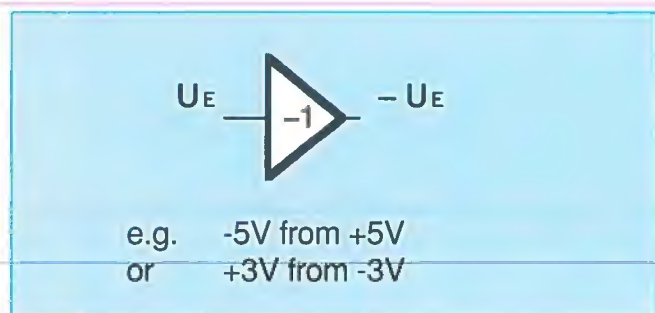 UE -1 - UE
e.g. -5V from +5V
or +3V from -3V